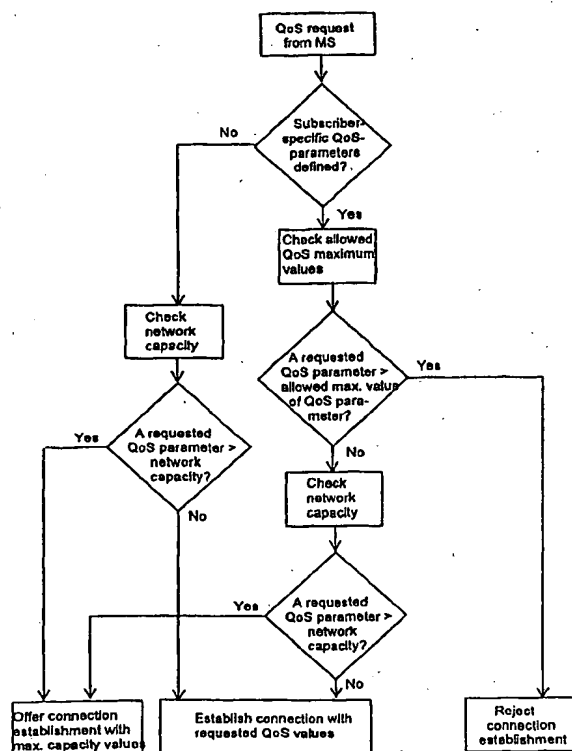 QoS request
from MS
Subscriber-
specific QoS-
parameters
defined?
No
Yes
Check allowed
QoS maximum
values
Check
network
capacity
A requested
QoS parameter >
allowed max. value
of QoS para-
meter?
Yes
No
A requested
QoS parameter >
network
capacity?
Yes
No
Check
network
capacity
A requested
QoS parameter >
network
capacity?
Yes
No
Offer connection
establishment with
max. capacity values
Establish connection with
requested QoS values
Reject
connection
establishment